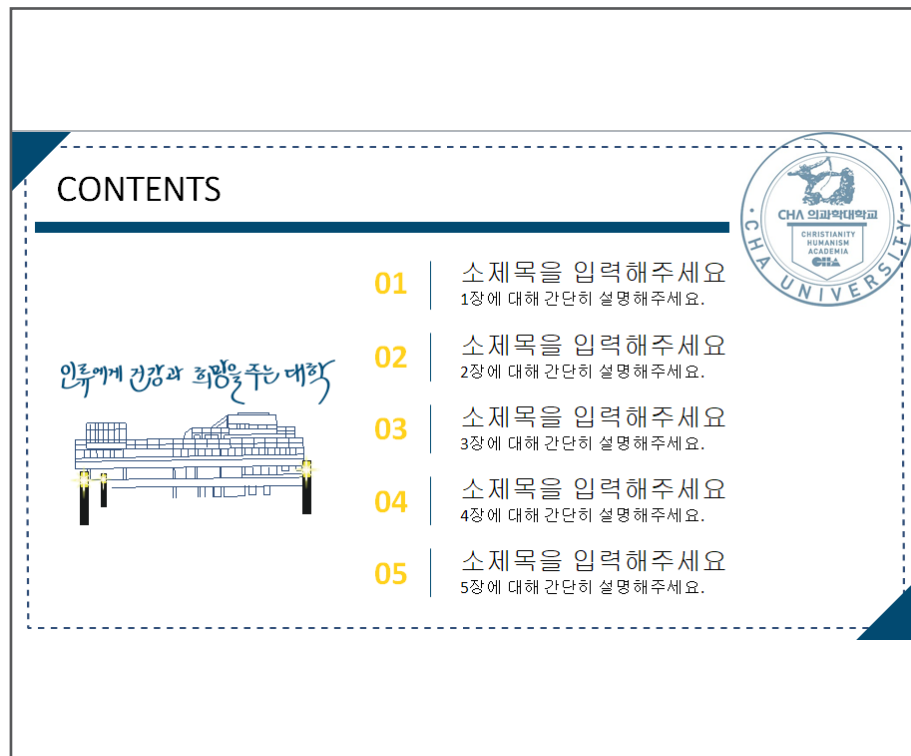 CONTENTS
CHA 의과학대학교
CHRISTIANITY
HUMANISM
ACADEMIA
CHA
CHA UNIVERSITY
01
소제목을 입력해주세요
1장에 대해 간단히 설명해주세요.
02
소제목을 입력해주세요
2장에 대해 간단히 설명해주세요.
인류에게 건강과 희망을 주는 대학
03
소제목을 입력해주세요
3장에 대해 간단히 설명해주세요.
04
소제목을 입력해주세요
4장에 대해 간단히 설명해주세요.
05
소제목을 입력해주세요
5장에 대해 간단히 설명해주세요.